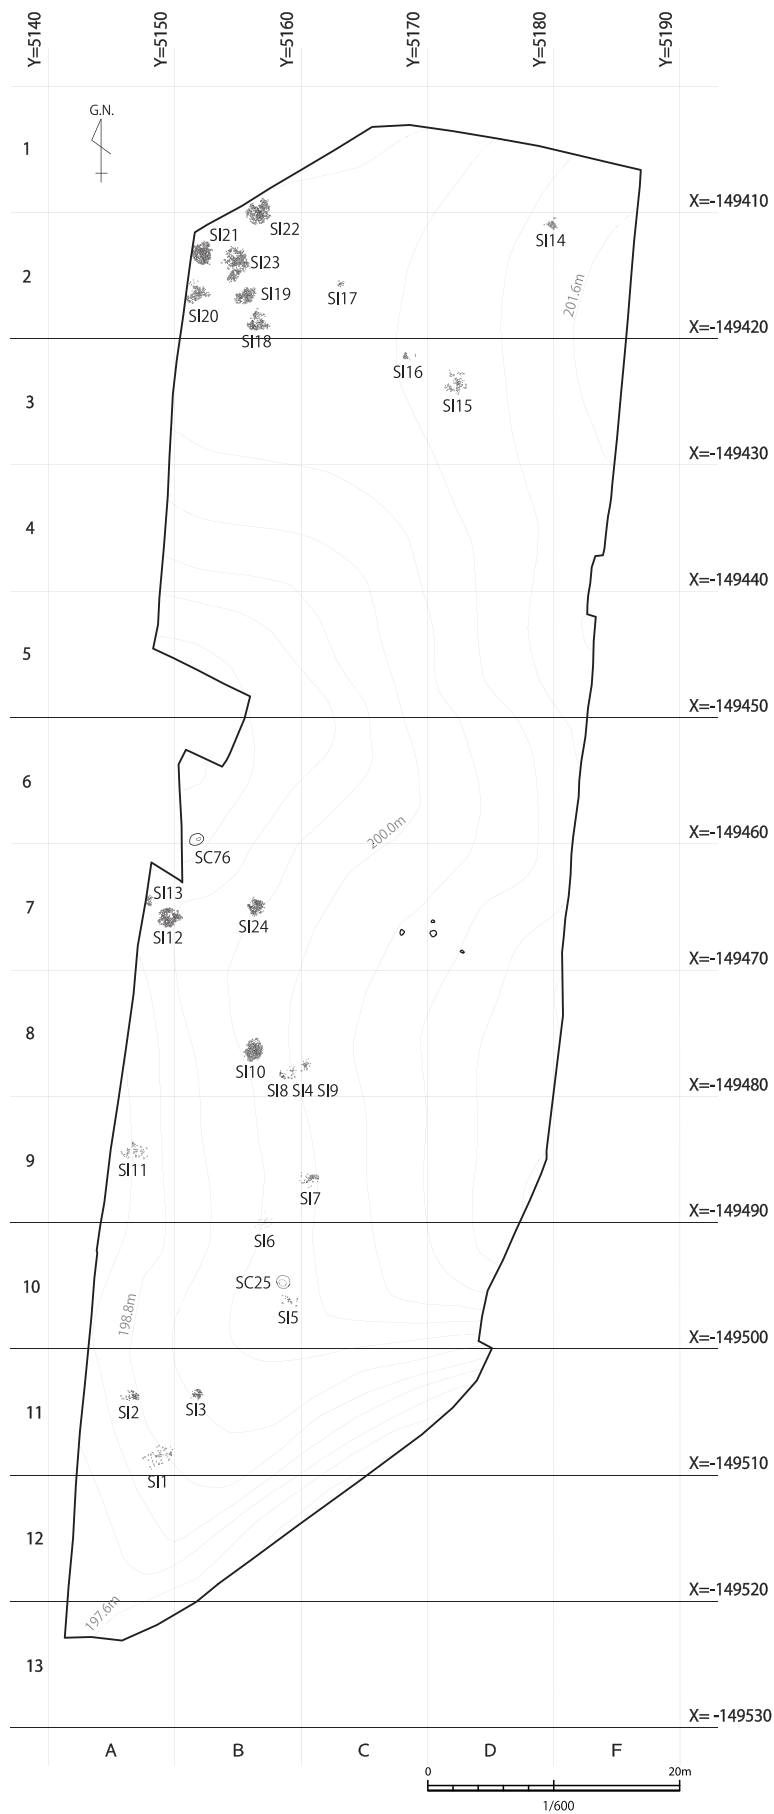 Y=5140
Y=5150
Y=5160
Y=5170
Y=5180
Y=5190
G.N.
1
X=-149410
SI22
SI21
SI14
SI23
2
SI19
SI17
201.6m
SI20
X=-149420
SI18
SI16
3
SI15
X=-149430
4
X=-149440
5
X=-149450
6
200.0m
X=-149460
SC76
SI13
7
SI24
SI12
X=-149470
8
SI10
X=-149480
SI8 SI4 SI9
9
SI11
SI7
X=-149490
SI6
10
SC25
198.8m
SI5
X=-149500
11
SI2
SI3
X=-149510
SI1
12
X=-149520
197.6m
13
X= -149530
A
B
C
D
F
0
20m
1/600